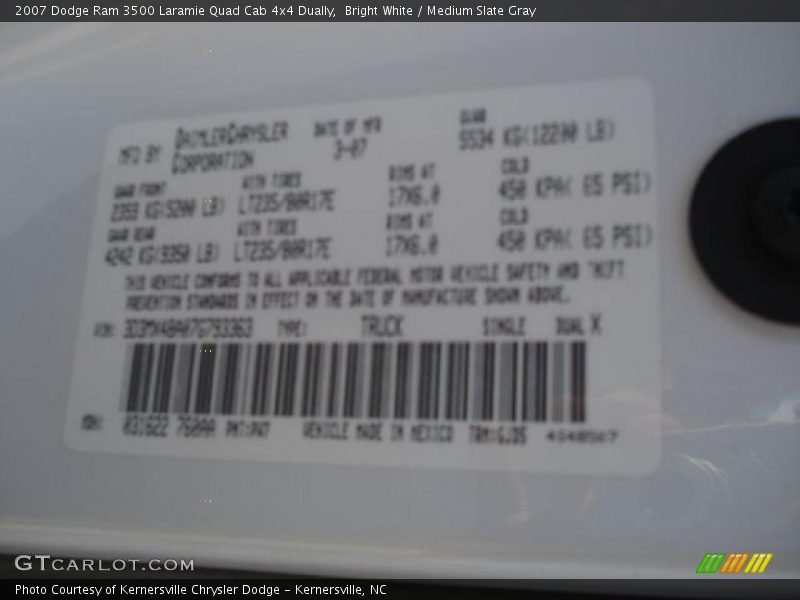 2007 Dodge Ram 3500 Laramie Quad Cab 4x4 Dually,  Bright White / Medium Slate Gray
MFD BY DAIMLERCHRYSLER CORPORATION DATE OF MFR 3-07 GVWR 5534 KG(12200 LB)
GAWR FRONT WITH TIRES RIMS AT COLD
2359 KG(5200 LB) LT235/80R17E 17X6.0 450 KPA( 65 PSI)
GAWR REAR WITH TIRES RIMS AT COLD
4242 KG(9350 LB) LT235/80R17E 17X6.0 450 KPA( 65 PSI)
THIS VEHICLE CONFORMS TO ALL APPLICABLE FEDERAL MOTOR VEHICLE SAFETY AND THEFT
PREVENTION STANDARDS IN EFFECT ON THE DATE OF MANUFACTURE SHOWN ABOVE.
VIN: TYPE: TRUCK SINGLE DUAL X
MDH: 031622 VEHICLE MADE IN MEXICO
GTCARLOT.COM
Photo Courtesy of Kernersville Chrysler Dodge – Kernersville, NC